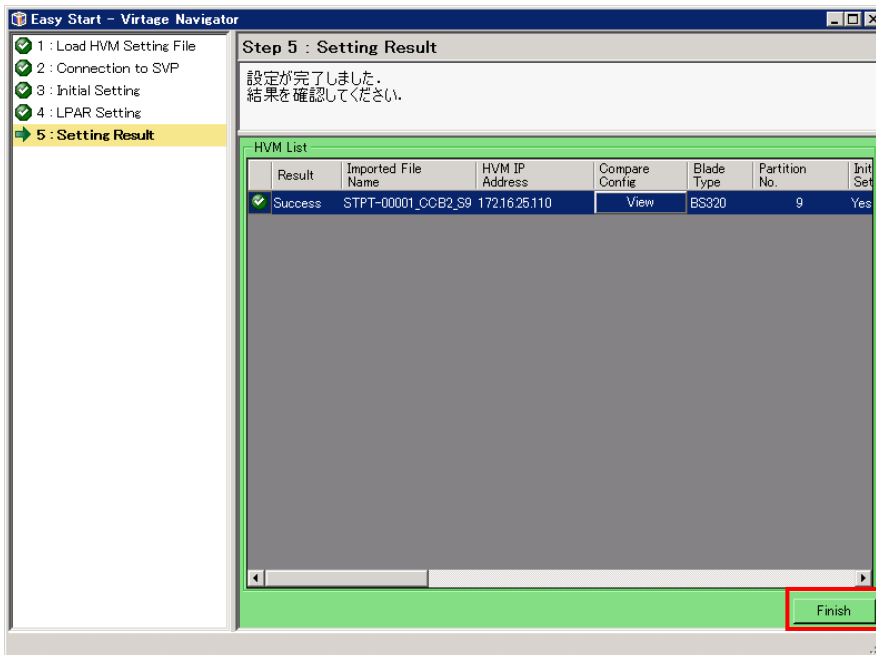 Easy Start - Virtage Navigator
1 : Load HVM Setting File
2 : Connection to SVP
3 : Initial Setting
4 : LPAR Setting
5 : Setting Result
Step 5 : Setting Result
設定が完了しました.
結果を確認してください.
HVM List
Result Imported File Name HVM IP Address Compare Config Blade Type Partition No. Init Set
Success STPT-00001_CCB2_S9 172.16.25.110 View BS320 9 Yes
Finish